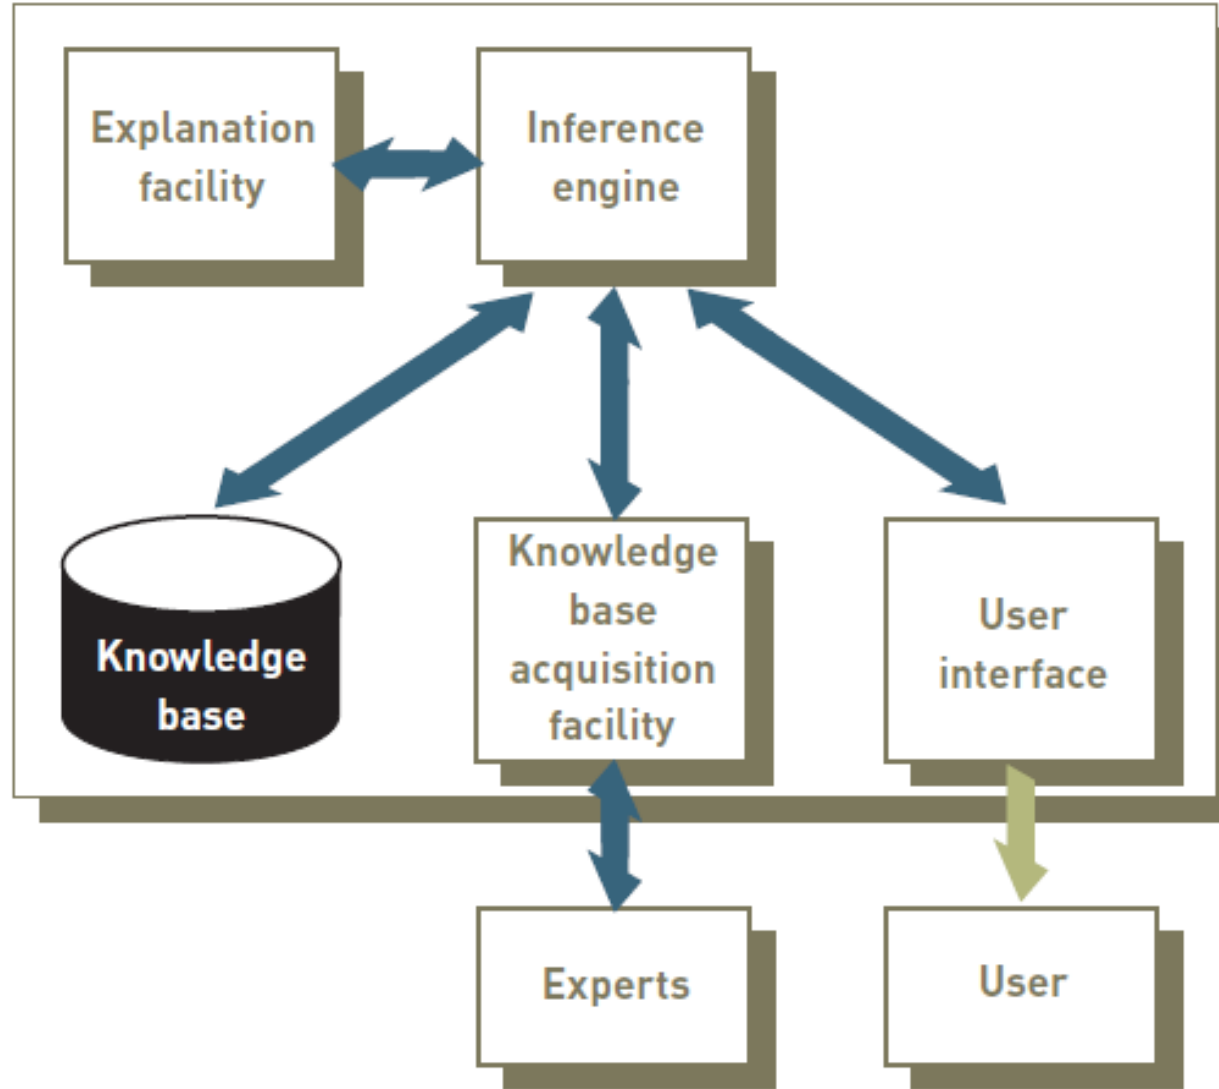 Explanation
facility
Inference
engine
Knowledge
base
Knowledge
base
acquisition
facility
User
interface
Experts
User